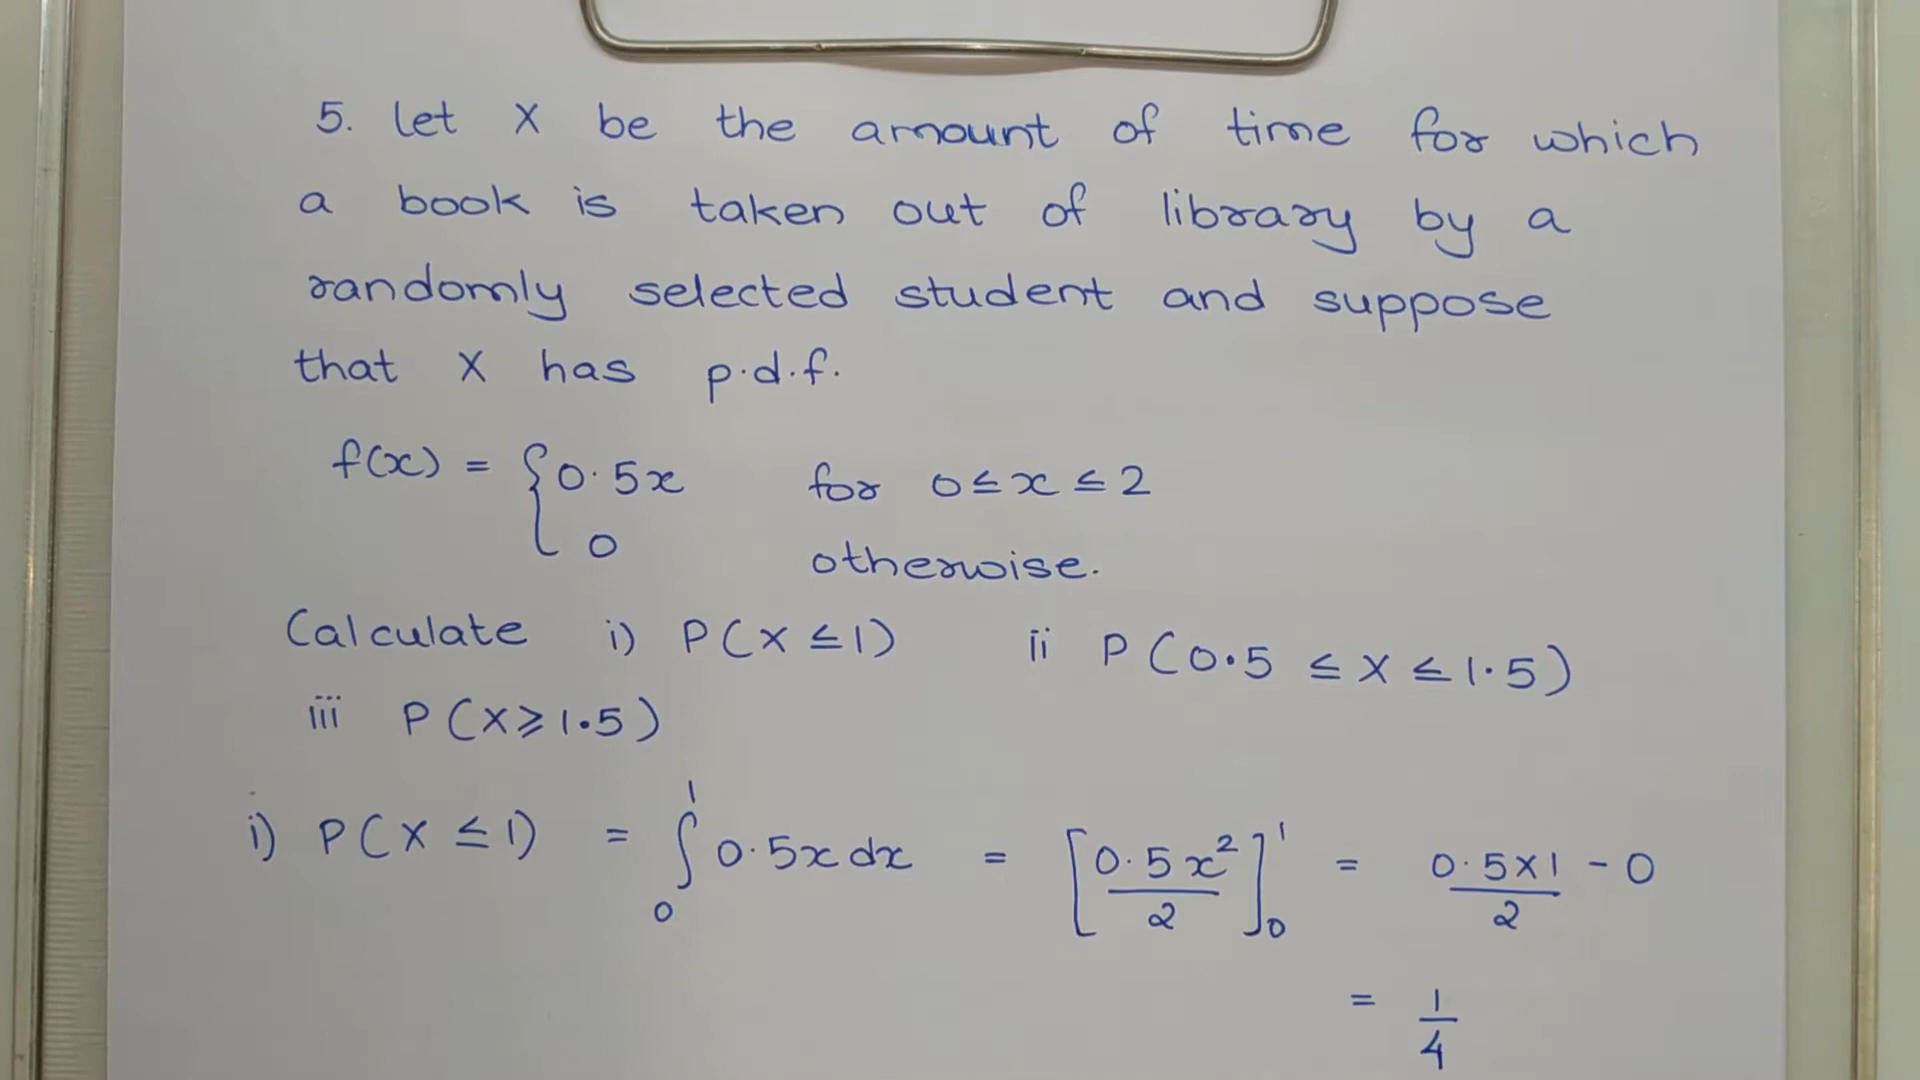 5. Let X be the amount of time for which
a book is taken out of library by a
randomly selected student and suppose
that X has p.d.f.
f(x) = { 0.5x for 0 ≤ x ≤ 2
0 otherwise.
Calculate i) P(X ≤ 1) ii P(0.5 ≤ X ≤ 1.5)
iii P(X ≥ 1.5)
i) P(X ≤ 1) = ∫₀¹ 0.5x dx = [0.5x²/2]₀¹ = 0.5×1/2 - 0
= 1/4